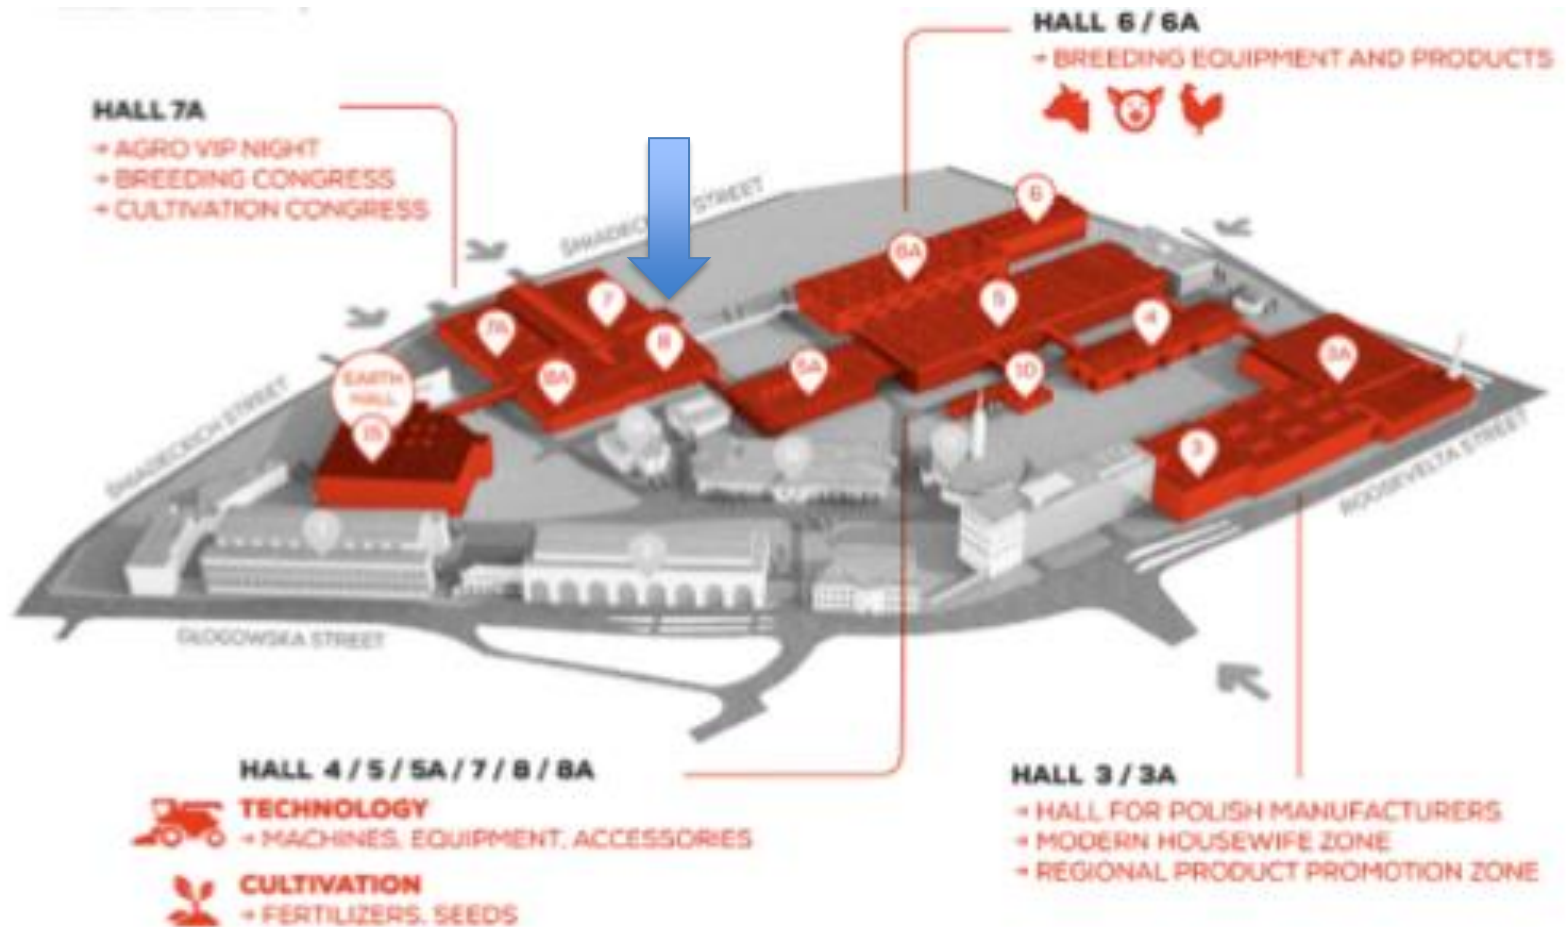 HALL 6 / 6A
→ BREEDING EQUIPMENT AND PRODUCTS
HALL 7A
→ AGRO VIP NIGHT
→ BREEDING CONGRESS
→ CULTIVATION CONGRESS
STREET
6
6A
7
5
4
7A
8
3A
5A
8A
10
EARTH
HALL
15
3
ŚNIADECKICH STREET
ROOSEVELTA STREET
GŁOGOWSKA STREET
HALL 4 / 5 / 5A / 7 / 8 / 8A
TECHNOLOGY
→ MACHINES, EQUIPMENT, ACCESSORIES
CULTIVATION
→ FERTILIZERS, SEEDS
HALL 3 / 3A
→ HALL FOR POLISH MANUFACTURERS
→ MODERN HOUSEWIFE ZONE
→ REGIONAL PRODUCT PROMOTION ZONE